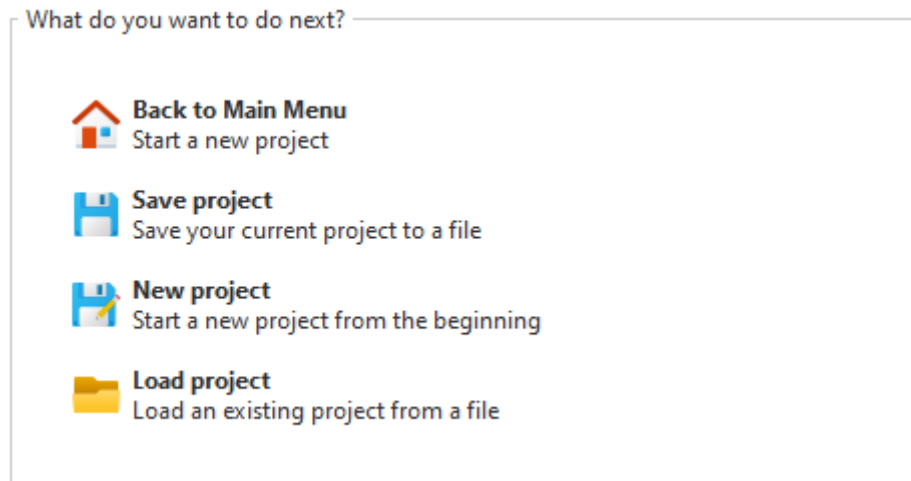 What do you want to do next?
Back to Main Menu
Start a new project
Save project
Save your current project to a file
New project
Start a new project from the beginning
Load project
Load an existing project from a file